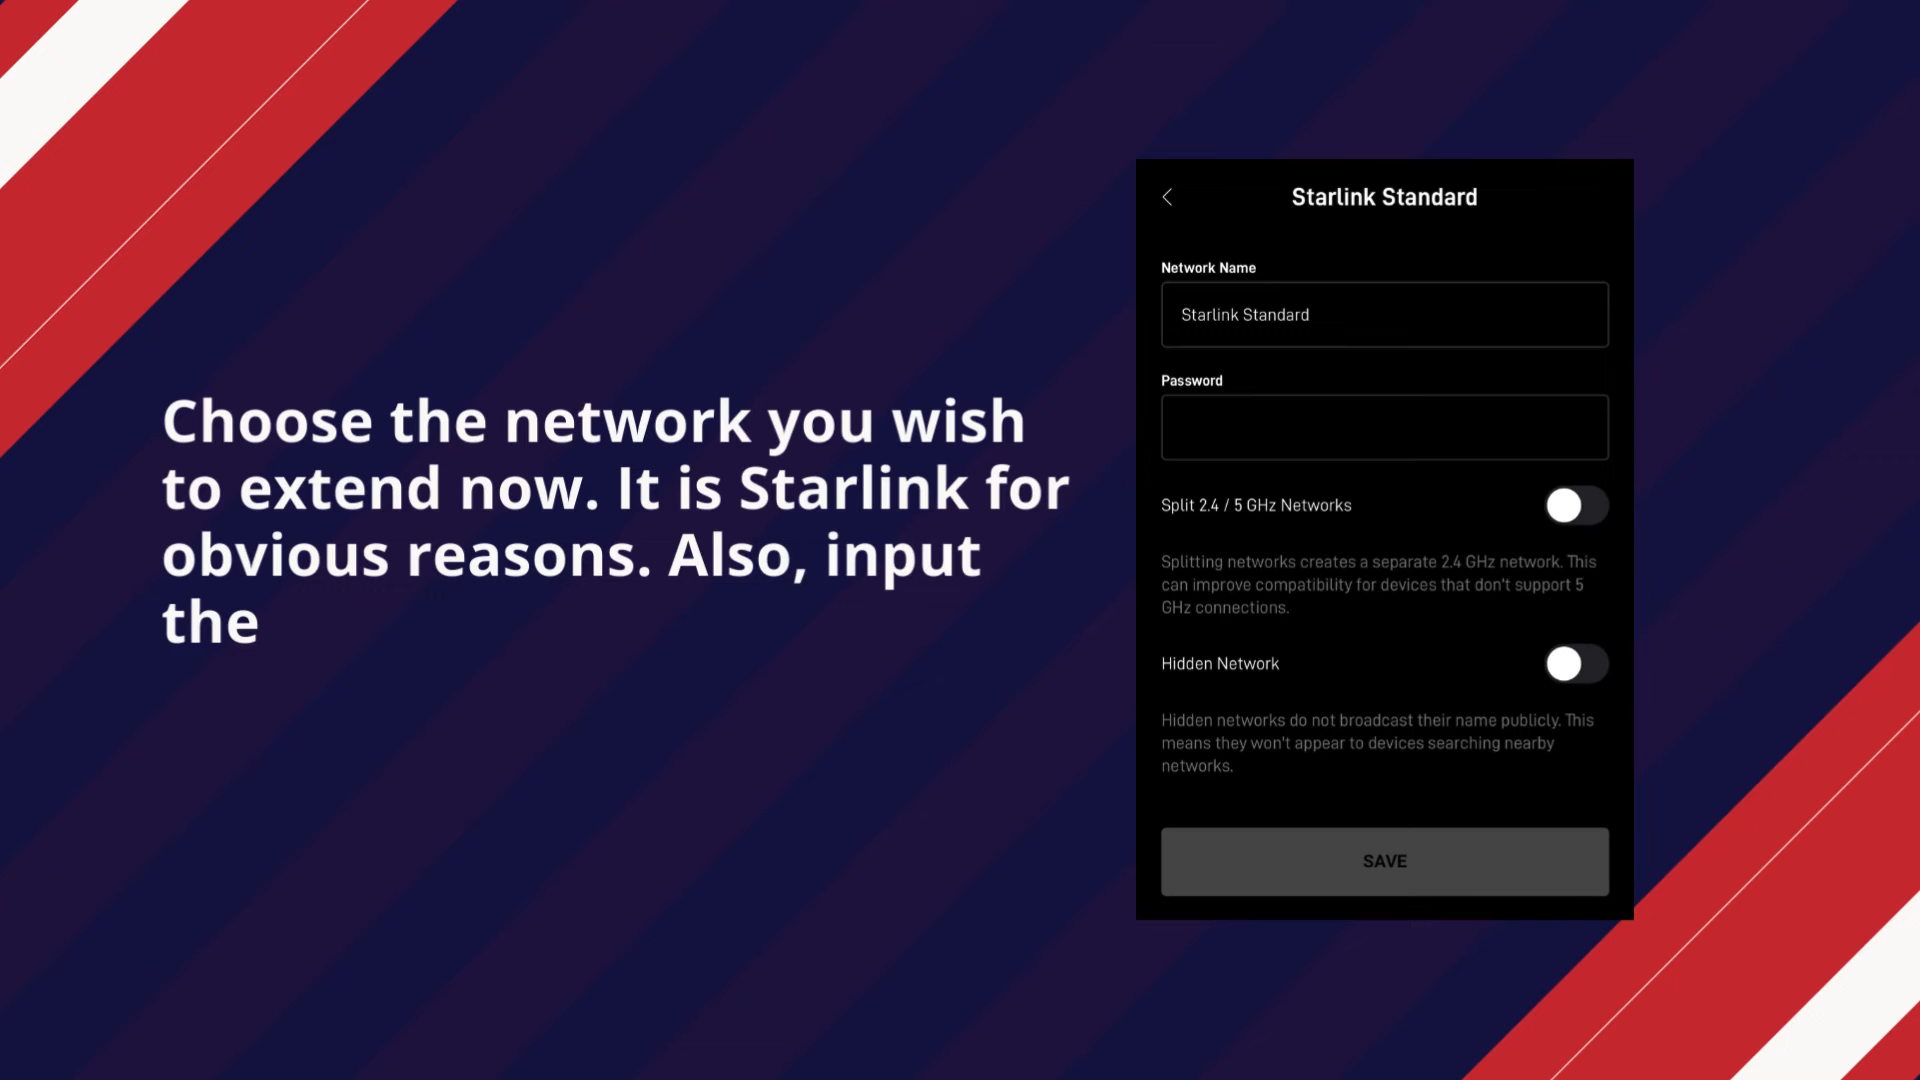 Choose the network you wish
to extend now. It is Starlink for
obvious reasons. Also, input
the
Starlink Standard
Network Name
Starlink Standard
Password
Split 2.4 / 5 GHz Networks
Splitting networks creates a separate 2.4 GHz network. This
can improve compatibility for devices that don't support 5
GHz connections.
Hidden Network
Hidden networks do not broadcast their name publicly. This
means they won't appear to devices searching nearby
networks.
SAVE